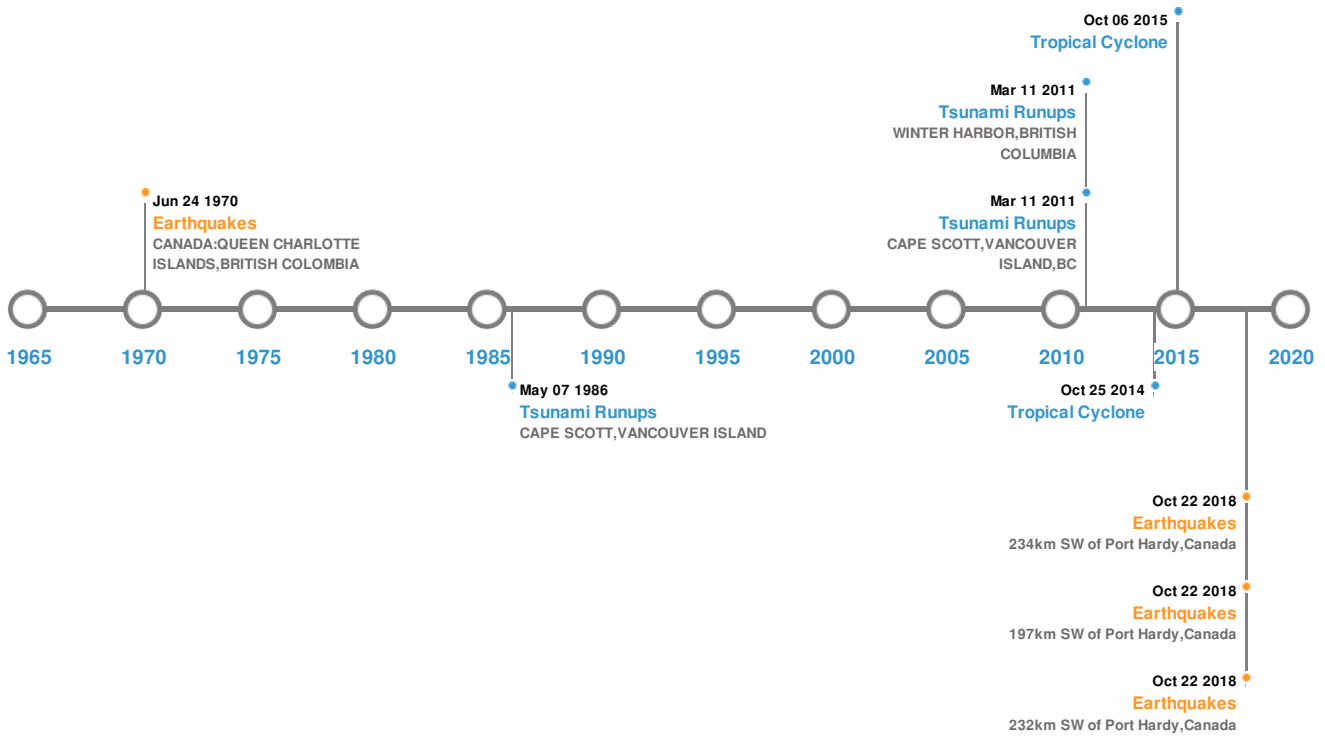 Oct 06 2015
Tropical Cyclone
Mar 11 2011
Tsunami Runups
WINTER HARBOR,BRITISH
COLUMBIA
Jun 24 1970
Earthquakes
CANADA:QUEEN CHARLOTTE
ISLANDS,BRITISH COLOMBIA
Mar 11 2011
Tsunami Runups
CAPE SCOTT,VANCOUVER
ISLAND,BC
1965 1970 1975 1980 1985 1990 1995 2000 2005 2010 2015 2020
May 07 1986
Tsunami Runups
CAPE SCOTT,VANCOUVER ISLAND
Oct 25 2014
Tropical Cyclone
Oct 22 2018
Earthquakes
234km SW of Port Hardy,Canada
Oct 22 2018
Earthquakes
197km SW of Port Hardy,Canada
Oct 22 2018
Earthquakes
232km SW of Port Hardy,Canada